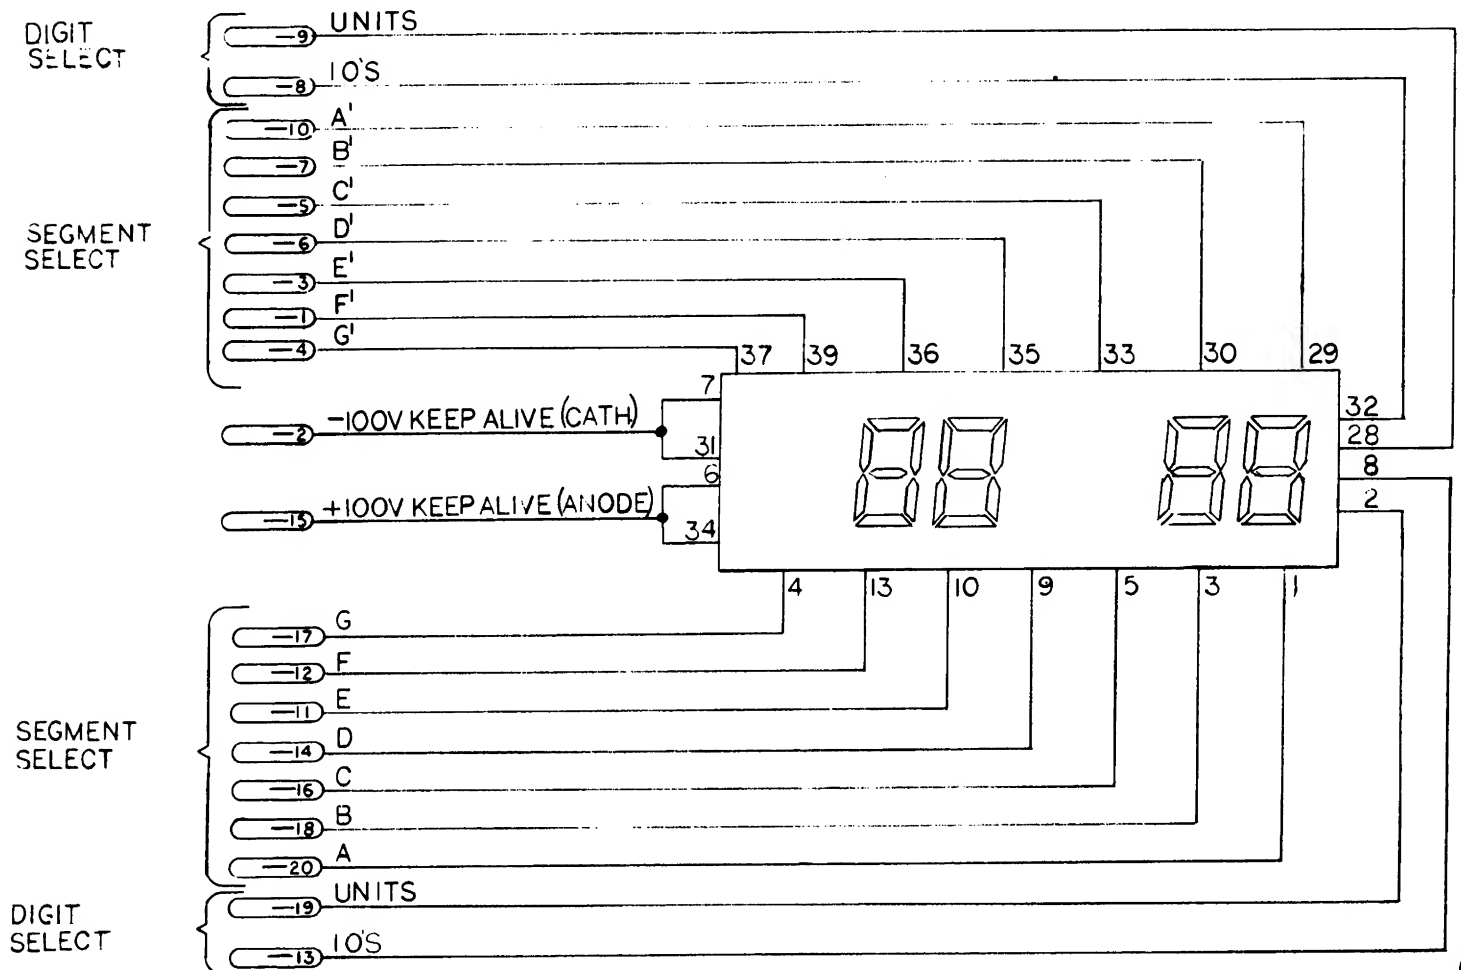 DIGIT
SELECT
-9 UNITS
-8 10'S
SEGMENT
SELECT
-10 A'
-7 B'
-5 C'
-6 D'
-3 E'
-1 F'
-4 G'
37 39 36 35 33 30 29
-2 -100V KEEP ALIVE (CATH)
7
31
-15 +100V KEEP ALIVE (ANODE)
6
34
32
28
8
2
4 13 10 9 5 3 1
SEGMENT
SELECT
-17 G
-12 F
-11 E
-14 D
-16 C
-18 B
-20 A
DIGIT
SELECT
-19 UNITS
-13 10'S